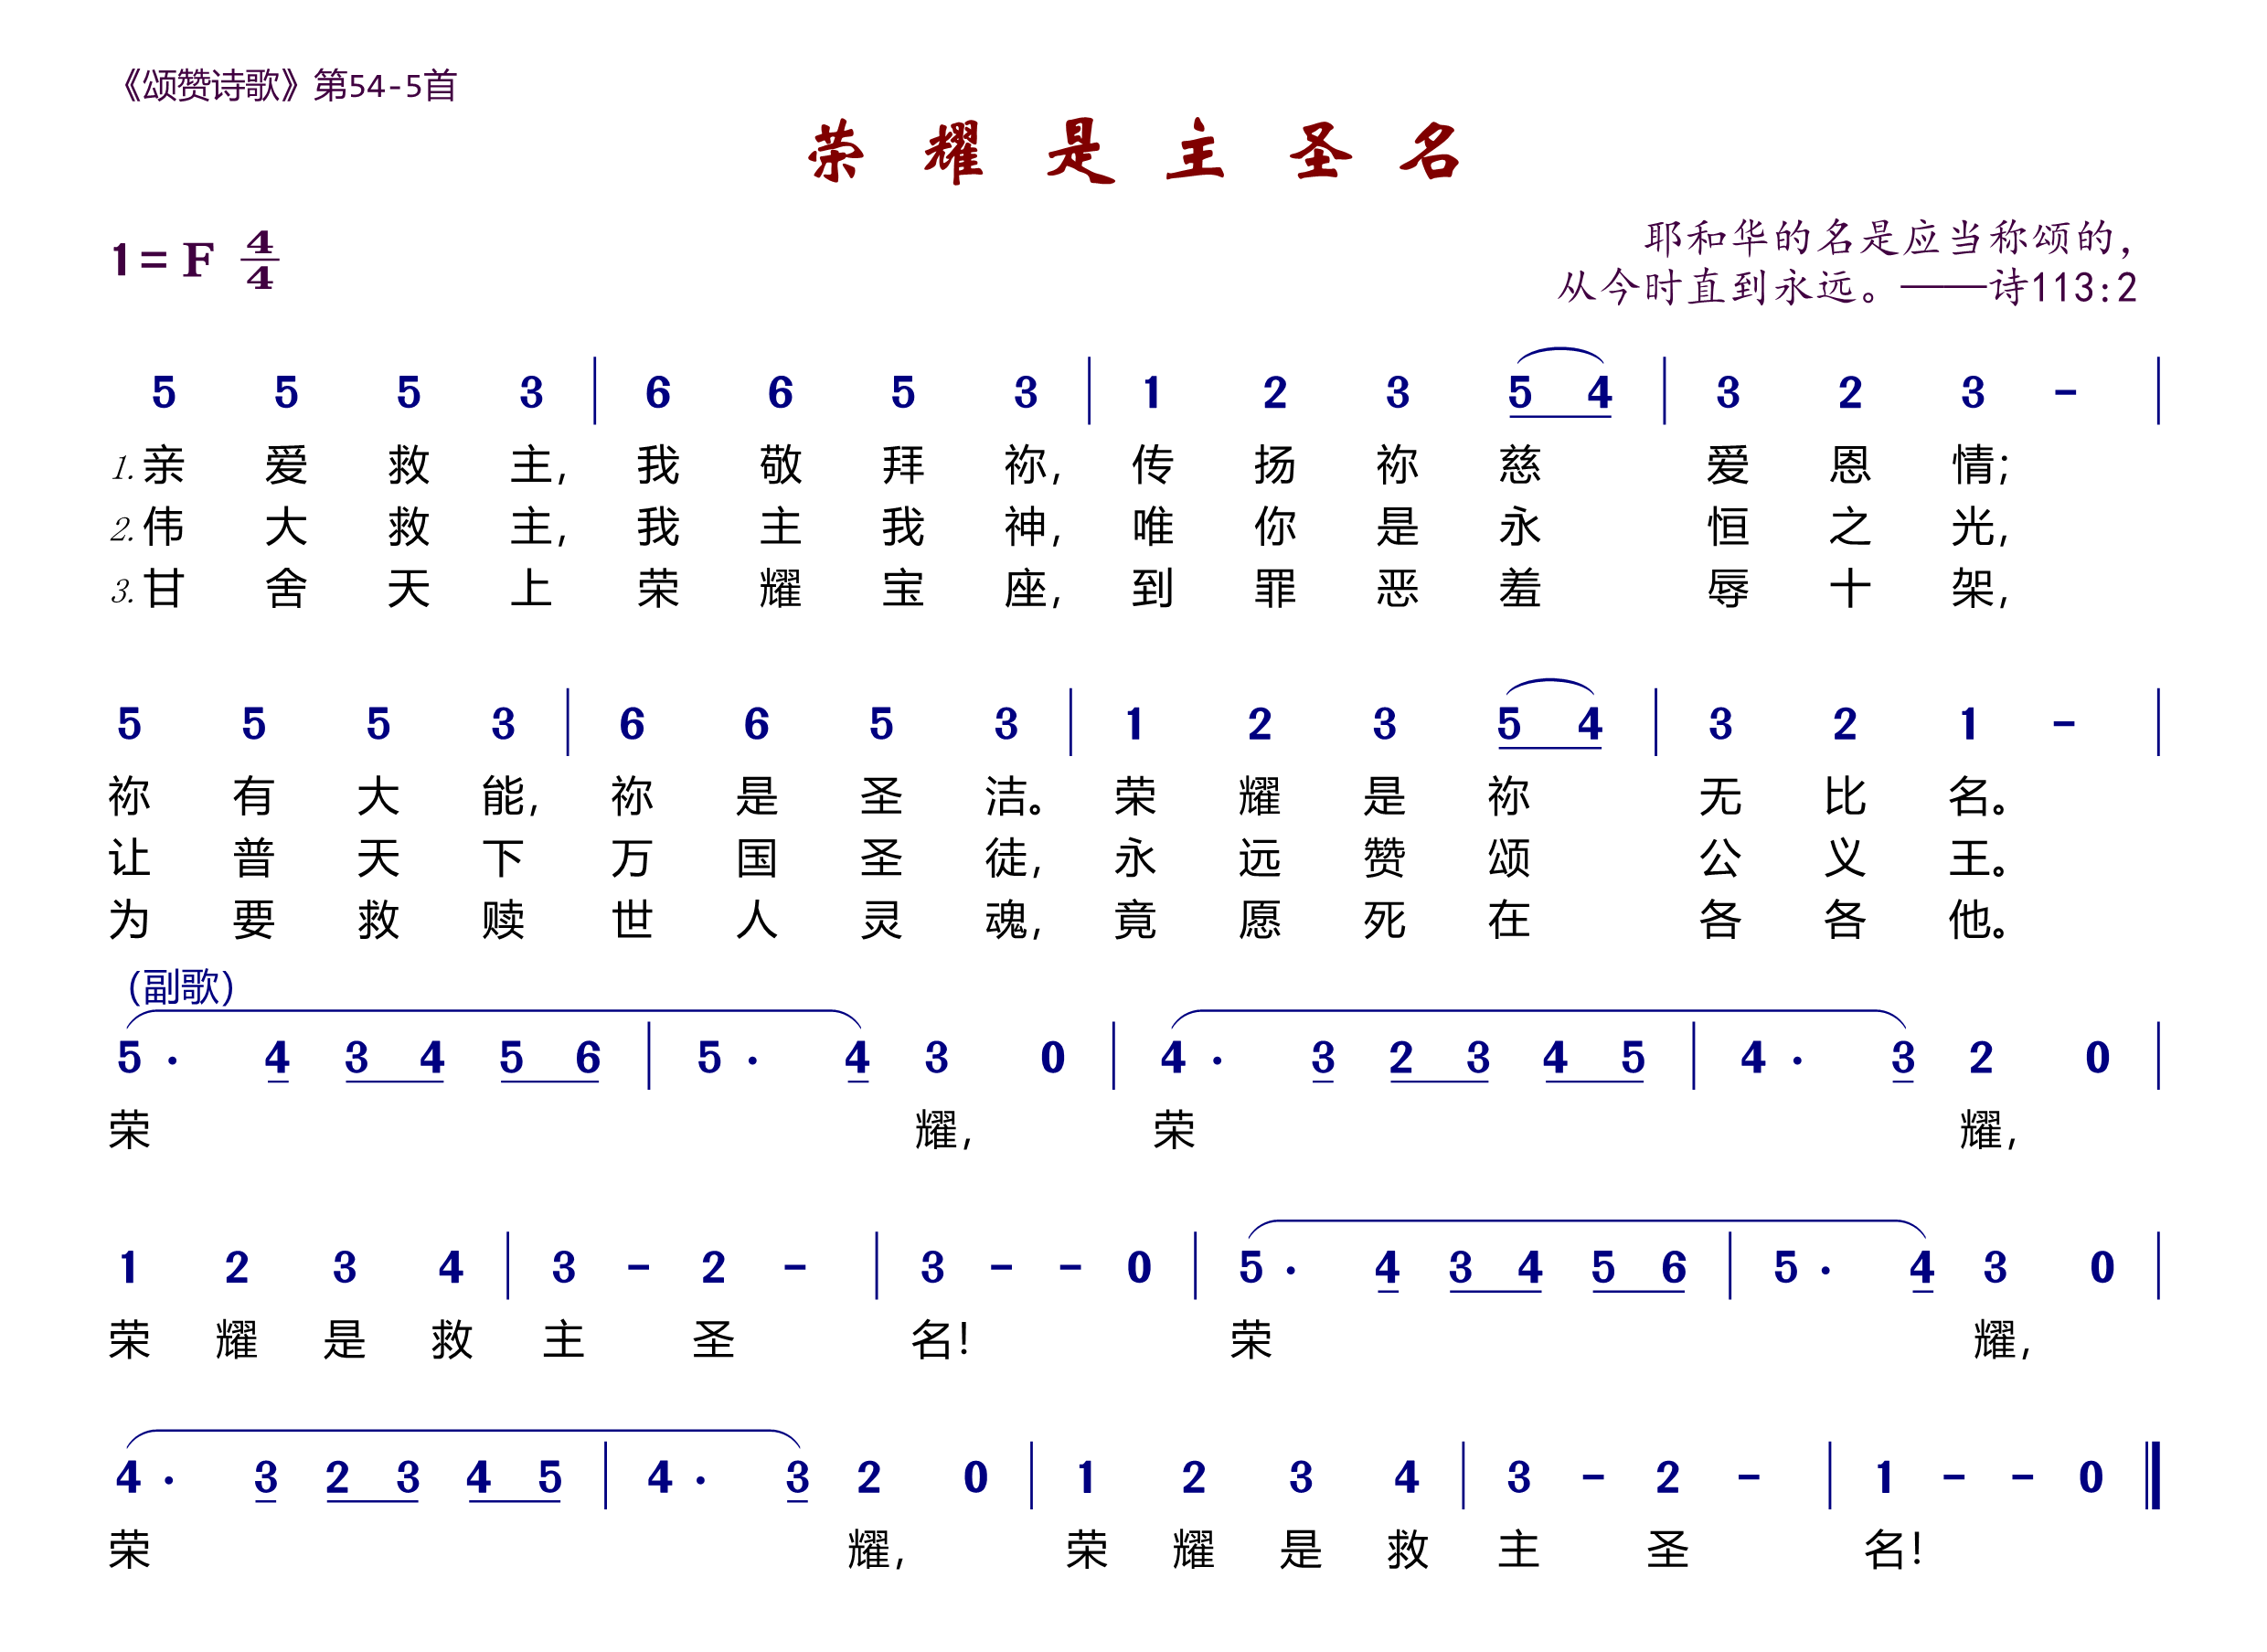 《颂赞诗歌》第54-5首
荣耀是主圣名
1=F 4/4
耶和华的名是应当称颂的，
从今时直到永远。——诗113:2
5 5 5 3 | 6 6 5 3 | 1 2 3 5 4 | 3 2 3 - |
1.亲爱救主,我敬拜祢,传扬祢慈爱恩情;
2.伟大救主,我主我神,唯你是永恒之光,
3.甘舍天上荣耀宝座,到罪恶羞辱十架,
5 5 5 3 | 6 6 5 3 | 1 2 3 5 4 | 3 2 1 - |
祢有大能,祢是圣洁。荣耀是祢无比名。
让普天下万国圣徒,永远赞颂公义王。
为要救赎世人灵魂,竟愿死在各各他。
(副歌)
5· 4 3 4 5 6 | 5· 4 3 0 | 4· 3 2 3 4 5 | 4· 3 2 0 |
荣耀,荣耀,
1 2 3 4 | 3 - 2 - | 3 - - 0 | 5· 4 3 4 5 6 | 5· 4 3 0 |
荣耀是救主圣名!荣耀,
4· 3 2 3 4 5 | 4· 3 2 0 | 1 2 3 4 | 3 - 2 - | 1 - - 0 ‖
荣耀,荣耀是救主圣名!